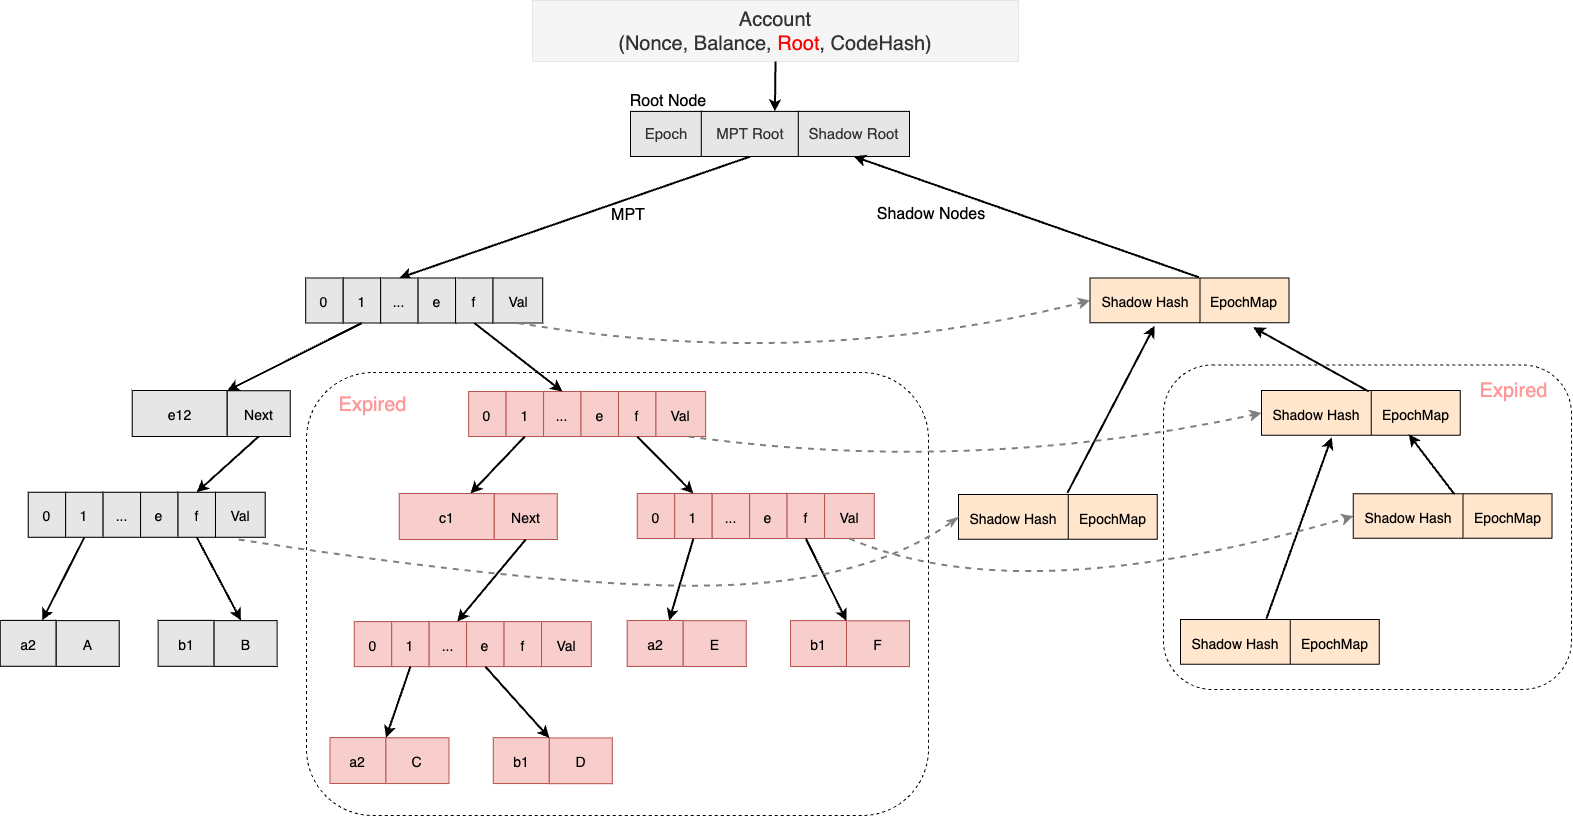 Account
(Nonce, Balance, Root, CodeHash)
Root Node
Epoch MPT Root Shadow Root
MPT
Shadow Nodes
0 1 ... e f Val
Shadow Hash EpochMap
e12 Next
Expired
0 1 ... e f Val
Shadow Hash EpochMap
Expired
0 1 ... e f Val
c1 Next
0 1 ... e f Val
Shadow Hash EpochMap
Shadow Hash EpochMap
a2 A
b1 B
0 1 ... e f Val
a2 E
b1 F
Shadow Hash EpochMap
a2 C
b1 D